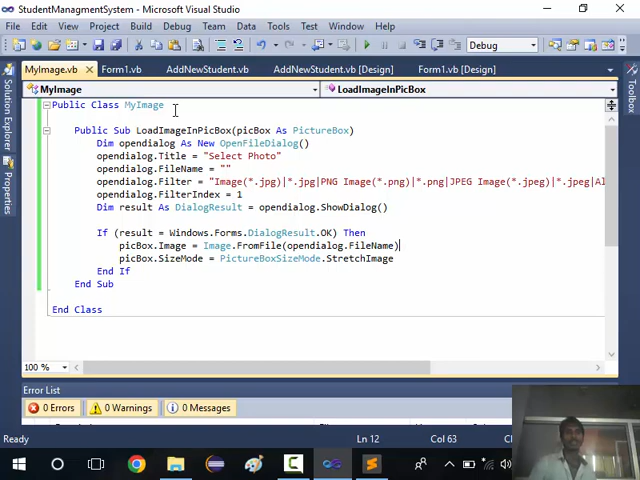 StudentManagmentSystem - Microsoft Visual Studio
File Edit View Project Build Debug Team Data Tools Test Window Help
Debug
MyImage.vb Form1.vb AddNewStudent.vb AddNewStudent.vb [Design] Form1.vb [Design]
MyImage LoadImageInPicBox
Solution Explorer
Properties
Toolbox
Public Class MyImage
Public Sub LoadImageInPicBox(picBox As PictureBox)
Dim opendialog As New OpenFileDialog()
opendialog.Title = "Select Photo"
opendialog.FileName = ""
opendialog.Filter = "Image(*.jpg)|*.jpg|PNG Image(*.png)|*.png|JPEG Image(*.jpeg)|*.jpeg|Al
opendialog.FilterIndex = 1
Dim result As DialogResult = opendialog.ShowDialog()
If (result = Windows.Forms.DialogResult.OK) Then
picBox.Image = Image.FromFile(opendialog.FileName)
picBox.SizeMode = PictureBoxSizeMode.StretchImage
End If
End Sub
End Class
100 %
Error List
0 Errors 0 Warnings 0 Messages
Ready Ln 12 Col 63